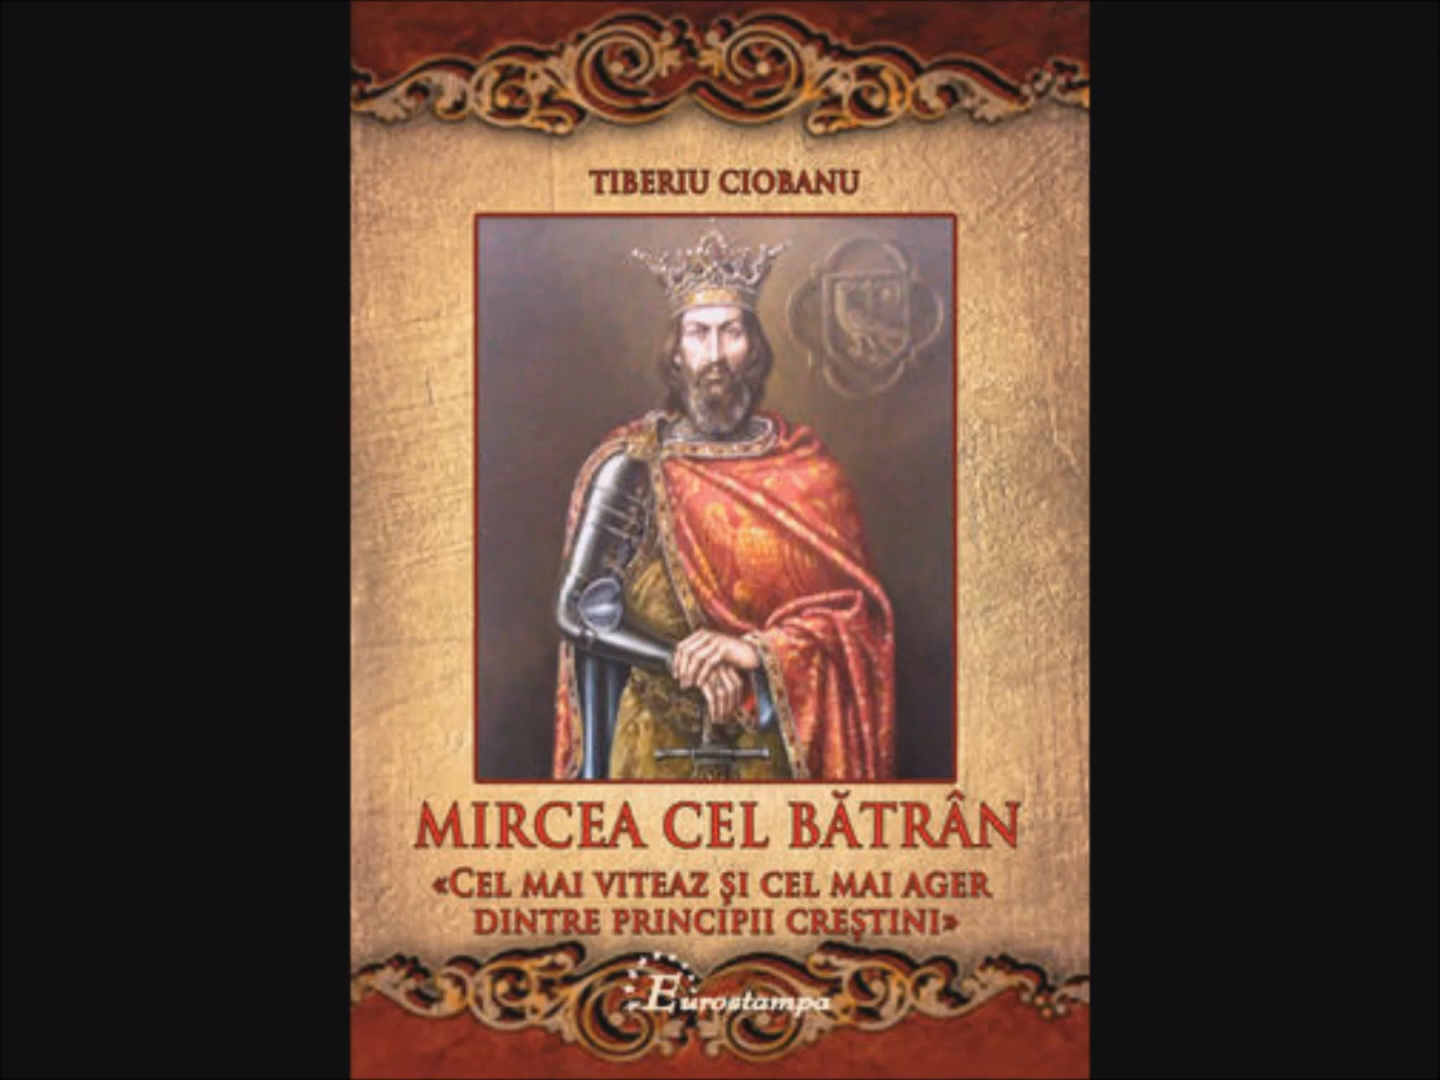 TIBERIU CIOBANU
MIRCEA CEL BĂTRÂN
«CEL MAI VITEAZ ŞI CEL MAI AGER
DINTRE PRINCIPII CREŞTINI»
Eurostampa